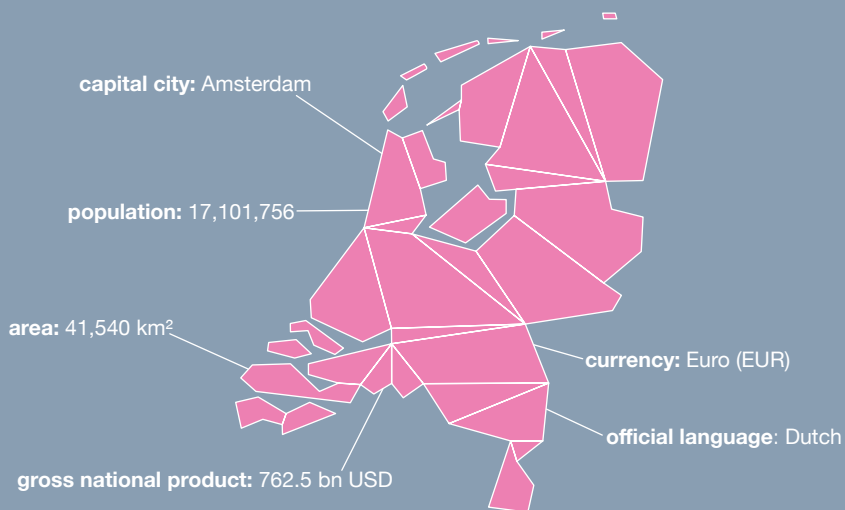 capital city: Amsterdam
population: 17,101,756
area: 41,540 km²
currency: Euro (EUR)
official language: Dutch
gross national product: 762.5 bn USD